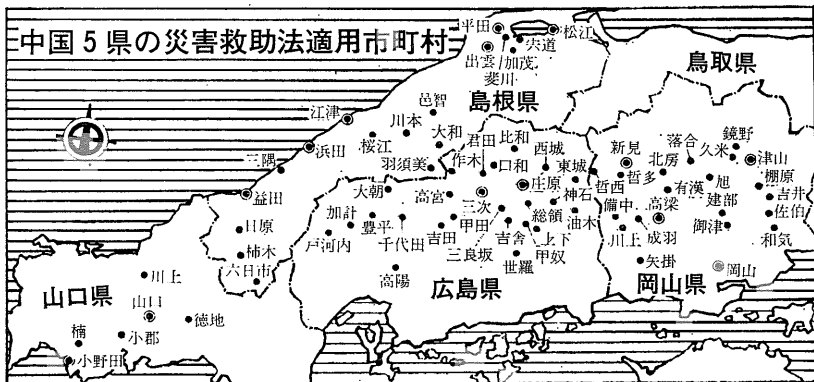 中国5県の災害救助法適用市町村
平田
松江
宍道
出雲
加茂
斐川
鳥取県
島根県
江津
邑智
川本
桜江
大和
浜田
三隅
羽須美
益田
日原
柿木
六日市
君田
比和
西城
作木
口和
東城
庄原
大朝
高宮
三次
神石
加計
豊平
甲田
総領
油木
戸河内
千代田
吉田
吉舎
上下
三良坂
甲奴
世羅
高陽
広島県
鏡野
落合
久米
新見
津山
北房
棚原
哲多
哲西
旭
有漢
吉井
備中
高梁
建部
佐伯
御津
川上
成羽
和気
矢掛
岡山
岡山県
川上
山口県
山口
徳地
楠
小郡
小野田